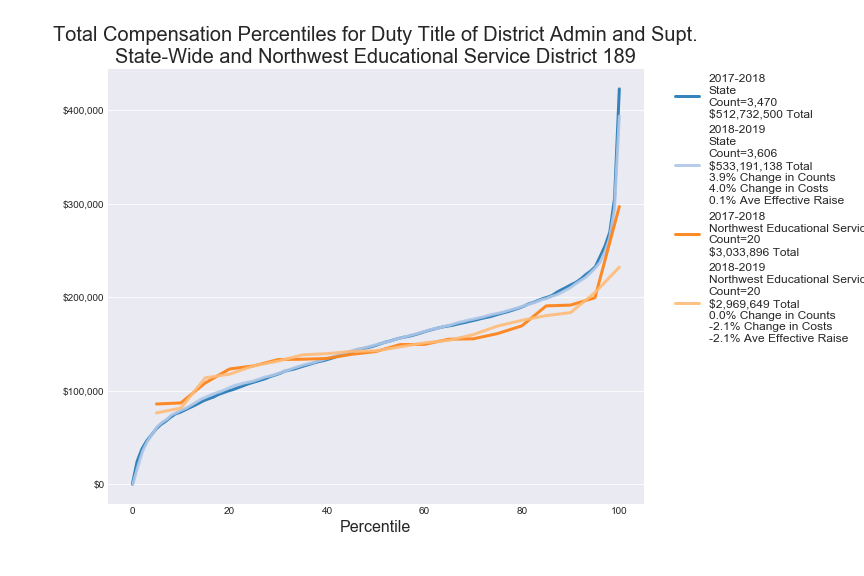 Total Compensation Percentiles for Duty Title of District Admin and Supt.
State-Wide and Northwest Educational Service District 189
$400,000
$300,000
$200,000
$100,000
$0
0
20
40
60
80
100
Percentile
2017-2018
State
Count=3,470
$512,732,500 Total
2018-2019
State
Count=3,606
$533,191,138 Total
3.9% Change in Counts
4.0% Change in Costs
0.1% Ave Effective Raise
2017-2018
Northwest Educational Servic
Count=20
$3,033,896 Total
2018-2019
Northwest Educational Servic
Count=20
$2,969,649 Total
0.0% Change in Counts
-2.1% Change in Costs
-2.1% Ave Effective Raise